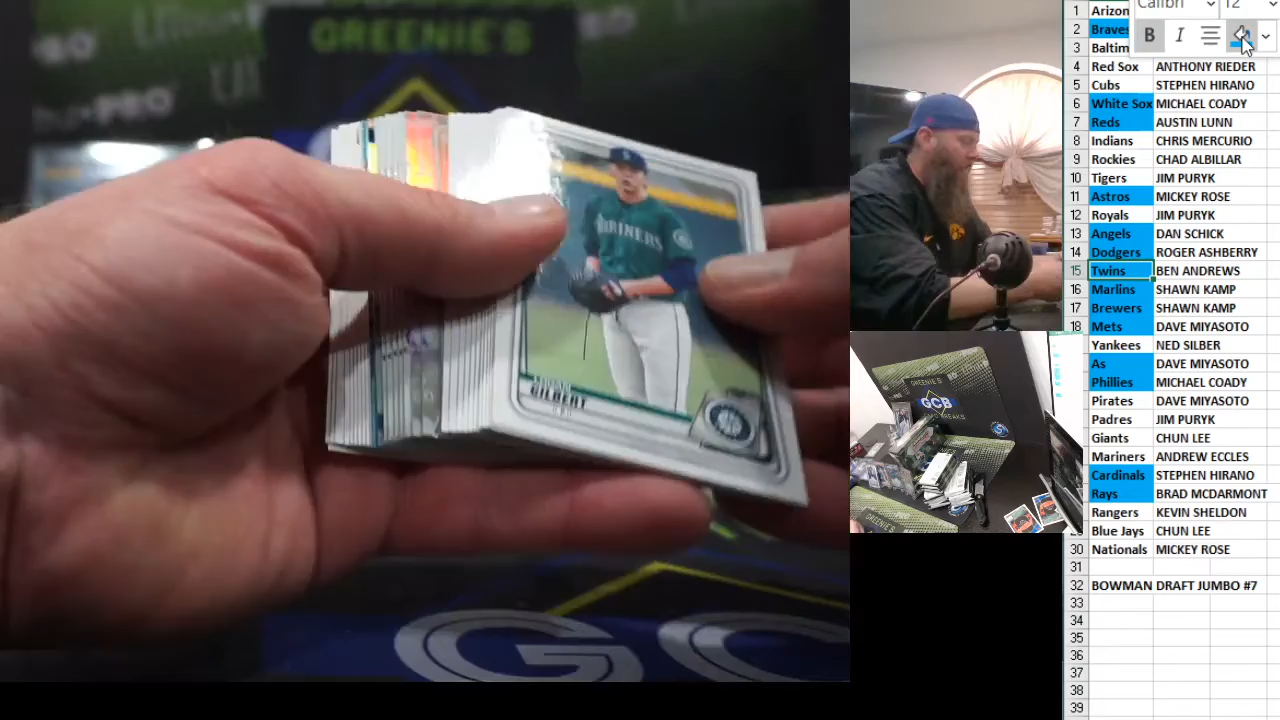 GREENIE'S
PRO
MARINERS
GILBERT
GC
GREENIE'S
GCB
Calibri 12
B I
1 Arizon
2 Braves
3 Baltim
4 Red Sox ANTHONY RIEDER
5 Cubs STEPHEN HIRANO
6 White Sox MICHAEL COADY
7 Reds AUSTIN LUNN
8 Indians CHRIS MERCURIO
9 Rockies CHAD ALBILLAR
10 Tigers JIM PURYK
11 Astros MICKEY ROSE
12 Royals JIM PURYK
13 Angels DAN SCHICK
14 Dodgers ROGER ASHBERRY
15 Twins BEN ANDREWS
16 Marlins SHAWN KAMP
17 Brewers SHAWN KAMP
18 Mets DAVE MIYASOTO
Yankees NED SILBER
As DAVE MIYASOTO
Phillies MICHAEL COADY
Pirates DAVE MIYASOTO
Padres JIM PURYK
Giants CHUN LEE
Mariners ANDREW ECCLES
Cardinals STEPHEN HIRANO
Rays BRAD MCDARMONT
Rangers KEVIN SHELDON
Blue Jays CHUN LEE
30 Nationals MICKEY ROSE
31
32 BOWMAN DRAFT JUMBO #7
33
34
35
36
37
38
39